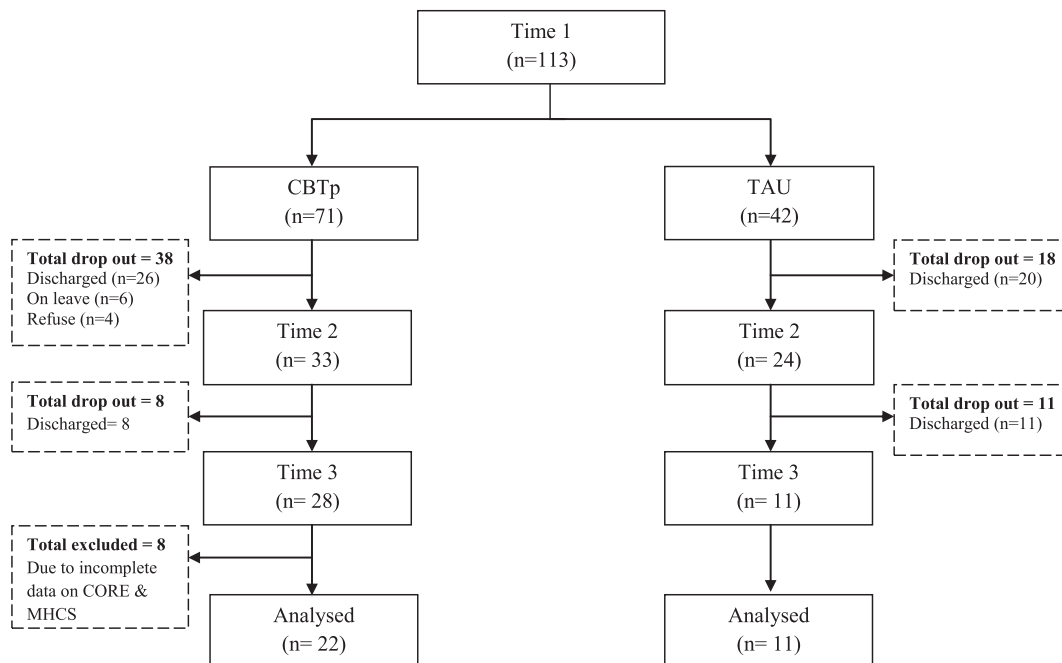 Time 1
(n=113)
CBTp
(n=71)
TAU
(n=42)
Total drop out = 38
Discharged (n=26)
On leave (n=6)
Refuse (n=4)
Total drop out = 18
Discharged (n=20)
Time 2
(n= 33)
Time 2
(n= 24)
Total drop out = 8
Discharged= 8
Total drop out = 11
Discharged (n=11)
Time 3
(n= 28)
Time 3
(n= 11)
Total excluded = 8
Due to incomplete
data on CORE &
MHCS
Analysed
(n= 22)
Analysed
(n= 11)